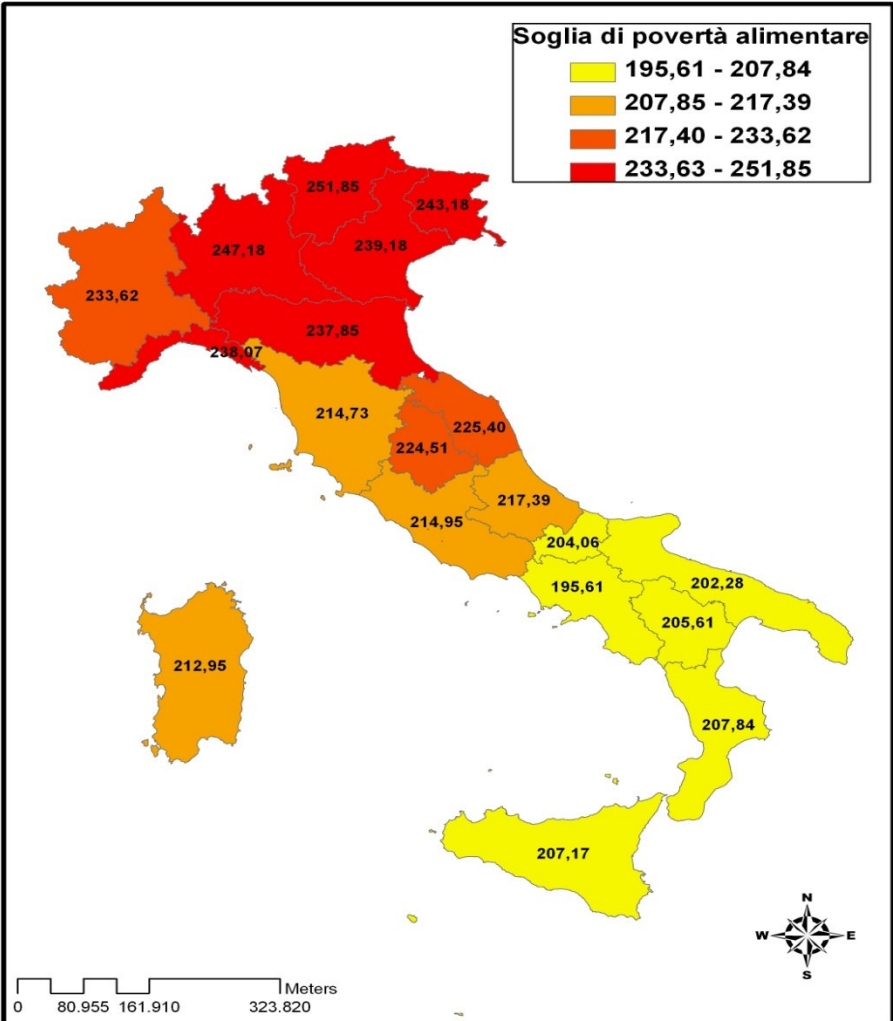 Soglia di povertà alimentare
195,61 - 207,84
207,85 - 217,39
217,40 - 233,62
233,63 - 251,85
251,85
243,18
247,18
239,18
233,62
237,85
238,07
214,73
225,40
224,51
217,39
214,95
204,06
195,61
202,28
205,61
212,95
207,84
207,17
N
W E
S
Meters
0 80.955 161.910 323.820